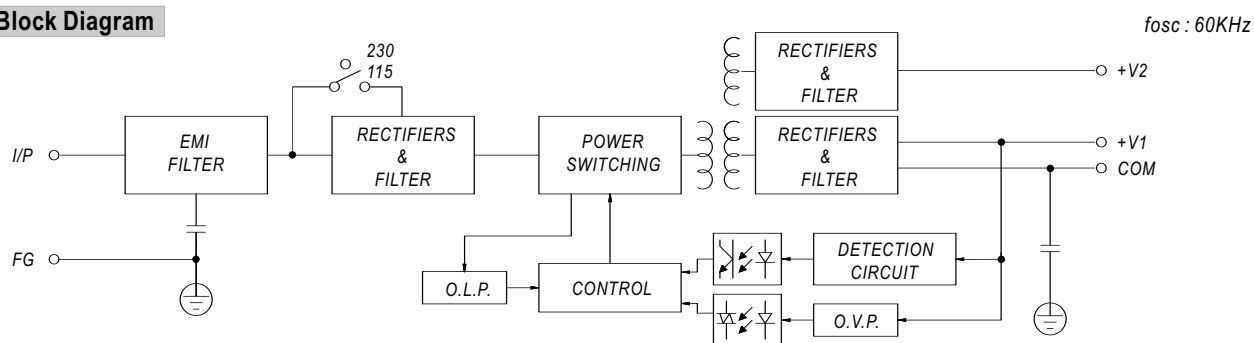 Block Diagram
fosc : 60KHz
230
115
I/P
EMI
FILTER
RECTIFIERS
&
FILTER
POWER
SWITCHING
RECTIFIERS
&
FILTER
+V2
RECTIFIERS
&
FILTER
+V1
COM
FG
O.L.P.
CONTROL
DETECTION
CIRCUIT
O.V.P.